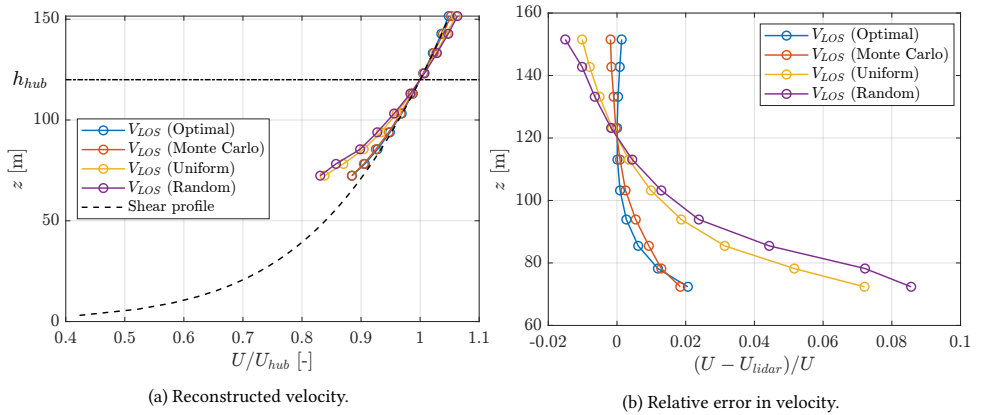 150
h_hub
100
z [m]
50
0
V_LOS (Optimal)
V_LOS (Monte Carlo)
V_LOS (Uniform)
V_LOS (Random)
Shear profile
0.4 0.5 0.6 0.7 0.8 0.9 1 1.1
U/U_hub [-]
(a) Reconstructed velocity.
160
140
120
z [m]
100
80
60
V_LOS (Optimal)
V_LOS (Monte Carlo)
V_LOS (Uniform)
V_LOS (Random)
-0.02 0 0.02 0.04 0.06 0.08 0.1
(U − U_lidar)/U
(b) Relative error in velocity.